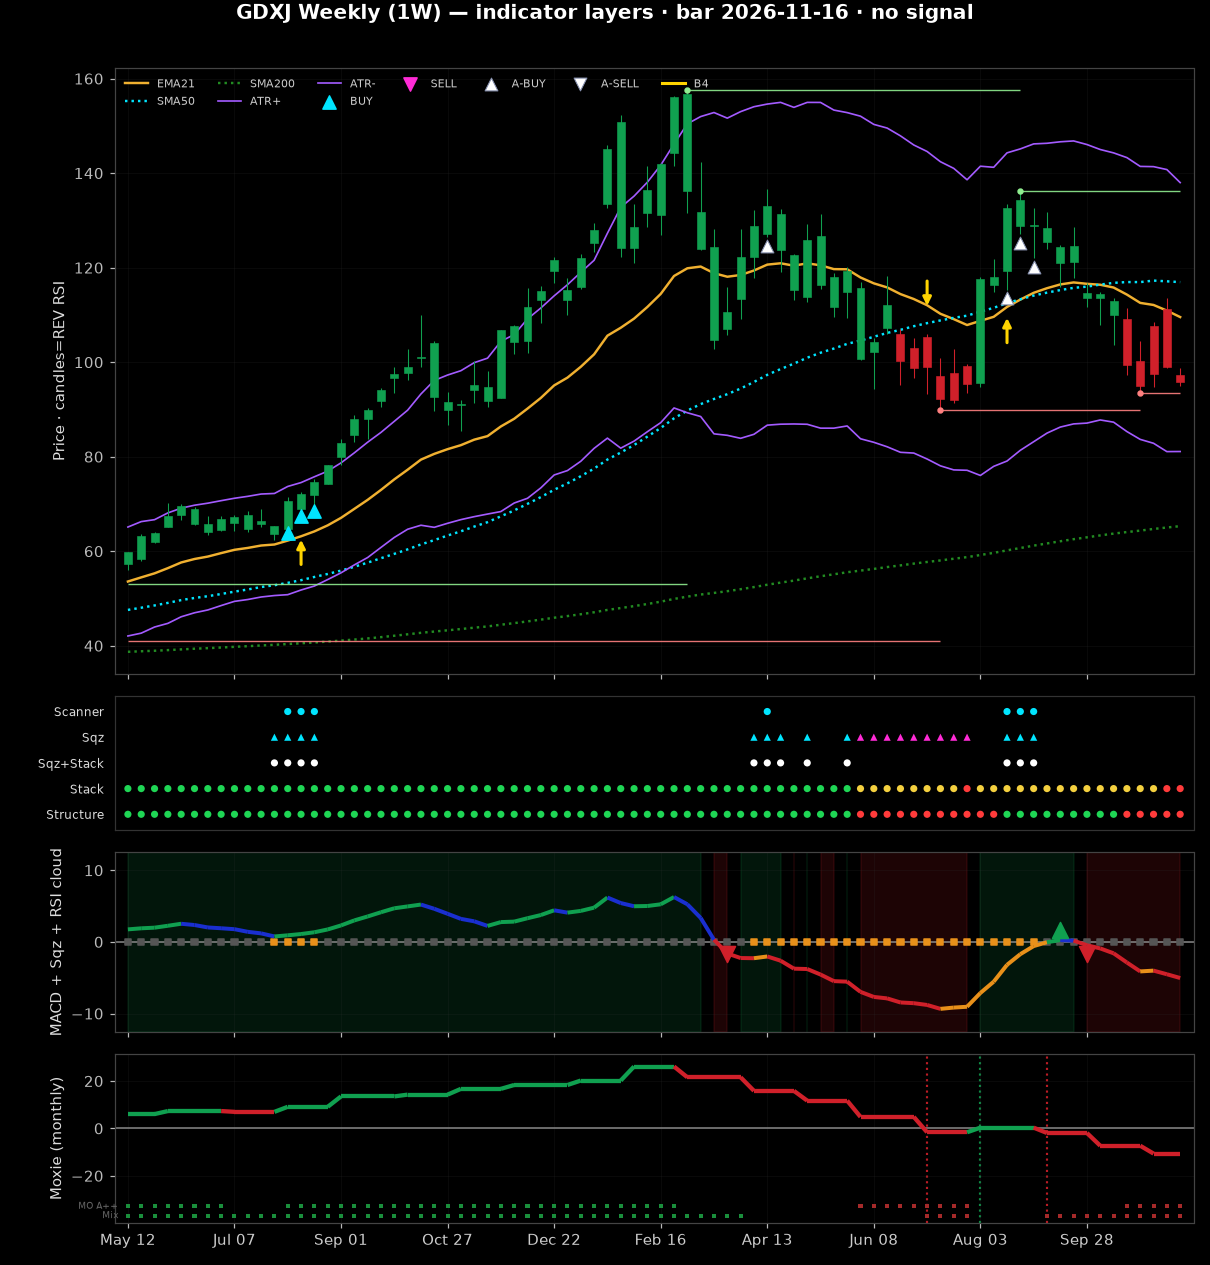 GDXJ Weekly (1W) — indicator layers · bar 2026-11-16 · no signal
EMA21 SMA200 ATR- SELL A-BUY A-SELL B4
SMA50 ATR+ BUY
Price · candles=REV RSI
160
140
120
100
80
60
40
Scanner
Sqz
Sqz+Stack
Stack
Structure
MACD + Sqz + RSI cloud
10
0
−10
Moxie (monthly)
20
0
−20
MO A++
Mix
May 12 Jul 07 Sep 01 Oct 27 Dec 22 Feb 16 Apr 13 Jun 08 Aug 03 Sep 28